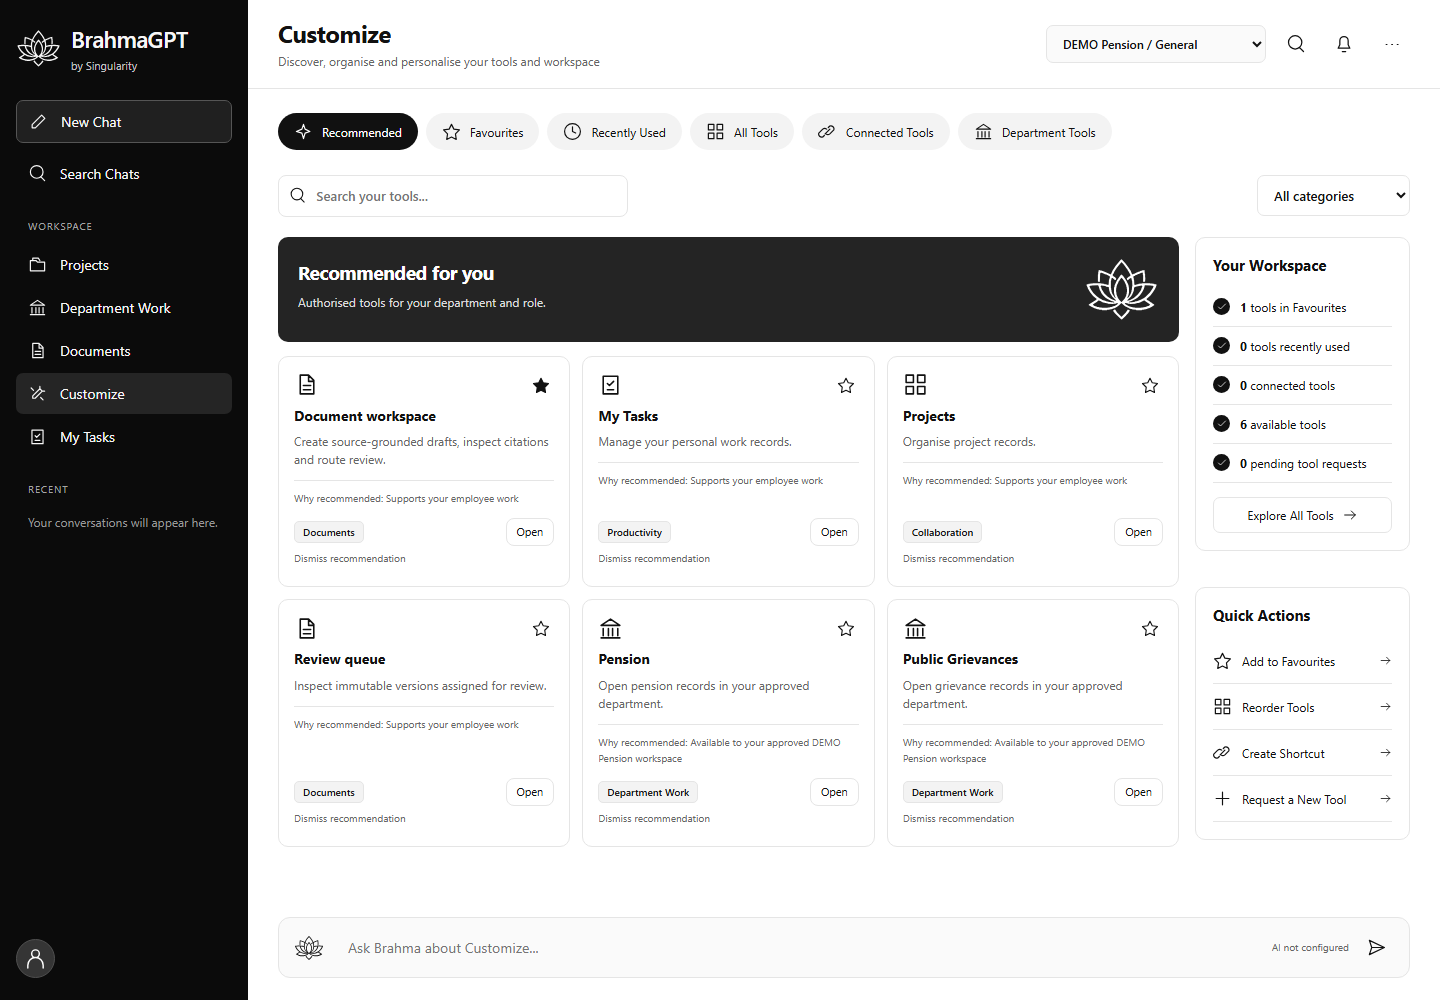 BrahmaGPT
by Singularity
New Chat
Search Chats
WORKSPACE
Projects
Department Work
Documents
Customize
My Tasks
RECENT
Your conversations will appear here.
Customize
Discover, organise and personalise your tools and workspace
DEMO Pension / General
Recommended
Favourites
Recently Used
All Tools
Connected Tools
Department Tools
Search your tools...
All categories
Recommended for you
Authorised tools for your department and role.
Document workspace
Create source-grounded drafts, inspect citations
and route review.
Why recommended: Supports your employee work
Documents
Open
Dismiss recommendation
My Tasks
Manage your personal work records.
Why recommended: Supports your employee work
Productivity
Open
Dismiss recommendation
Projects
Organise project records.
Why recommended: Supports your employee work
Collaboration
Open
Dismiss recommendation
Review queue
Inspect immutable versions assigned for review.
Why recommended: Supports your employee work
Documents
Open
Dismiss recommendation
Pension
Open pension records in your approved
department.
Why recommended: Available to your approved DEMO
Pension workspace
Department Work
Open
Dismiss recommendation
Public Grievances
Open grievance records in your approved
department.
Why recommended: Available to your approved DEMO
Pension workspace
Department Work
Open
Dismiss recommendation
Your Workspace
1 tools in Favourites
0 tools recently used
0 connected tools
6 available tools
0 pending tool requests
Explore All Tools
Quick Actions
Add to Favourites
Reorder Tools
Create Shortcut
Request a New Tool
Ask Brahma about Customize...
AI not configured